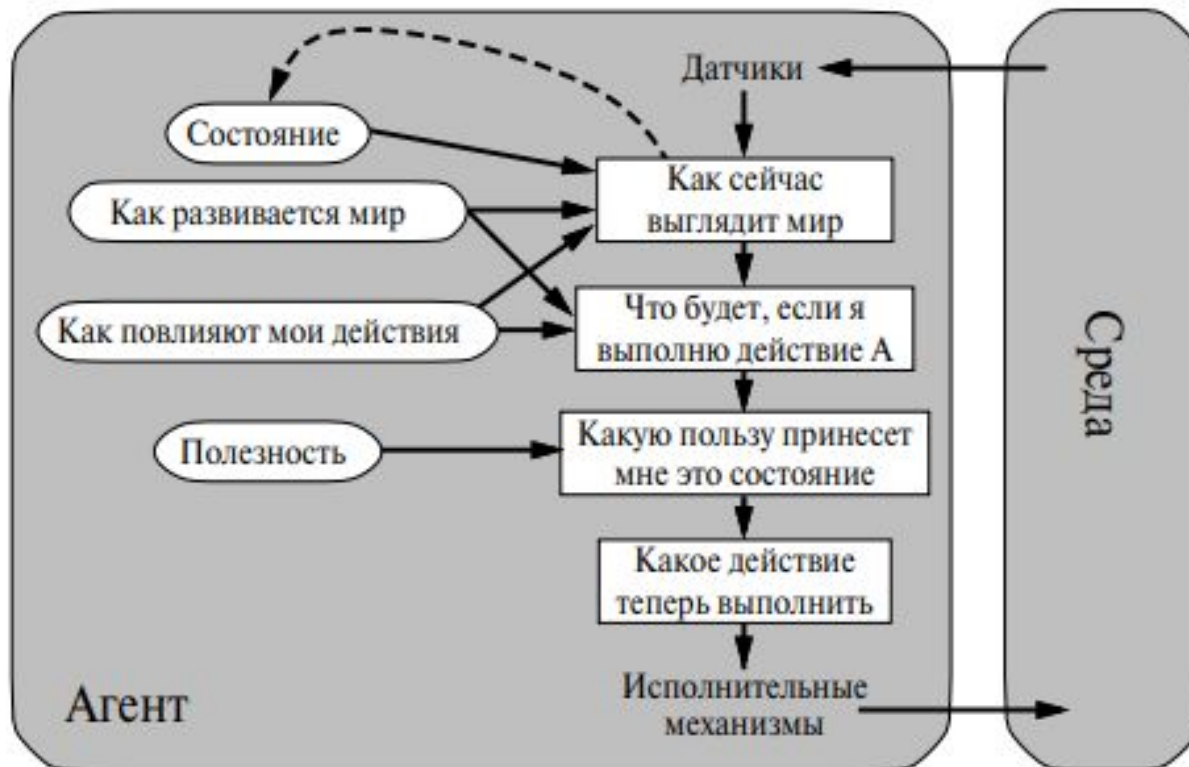 Датчики
Состояние
Как сейчас
выглядит мир
Как развивается мир
Что будет, если я
выполню действие А
Как повлияют мои действия
Какую пользу принесет
мне это состояние
Полезность
Какое действие
теперь выполнить
Исполнительные
механизмы
Агент
Среда